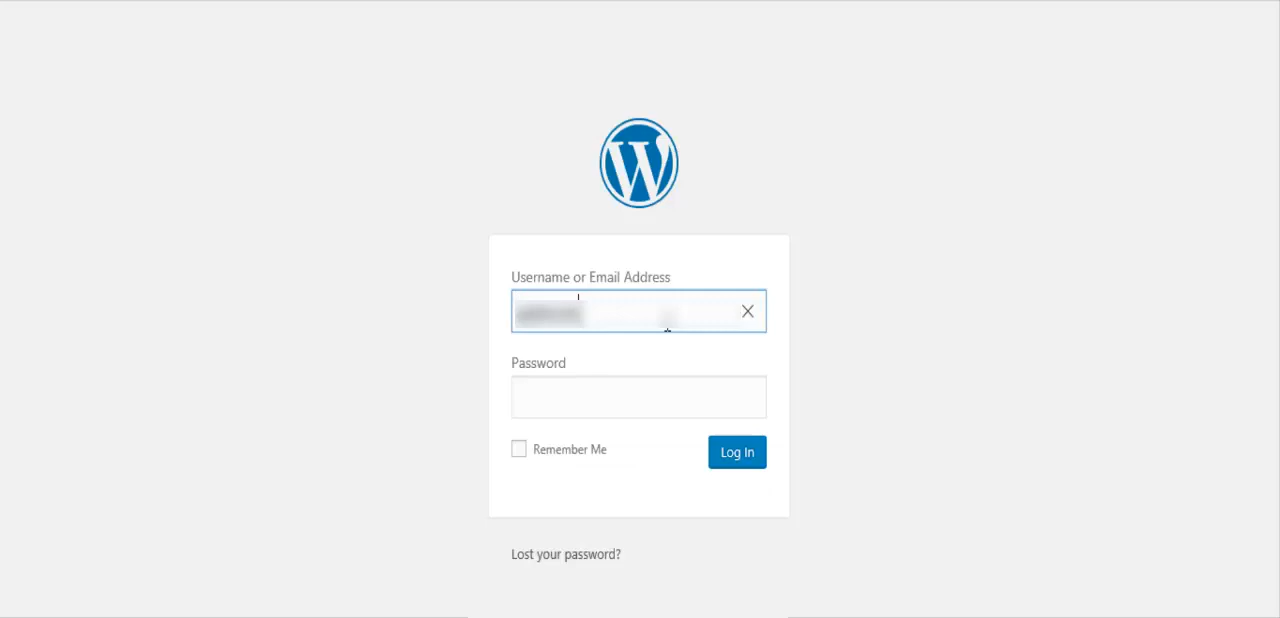 Username or Email Address
Password
Remember Me
Log In
Lost your password?